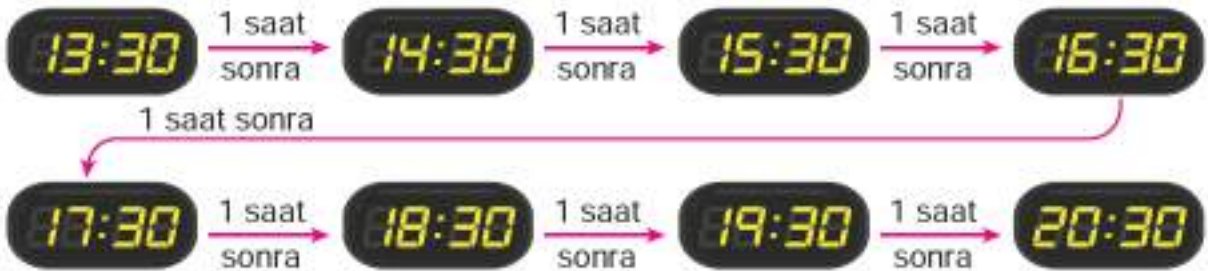 13:30 1 saat sonra 14:30 1 saat sonra 15:30 1 saat sonra 16:30
1 saat sonra
17:30 1 saat sonra 18:30 1 saat sonra 19:30 1 saat sonra 20:30